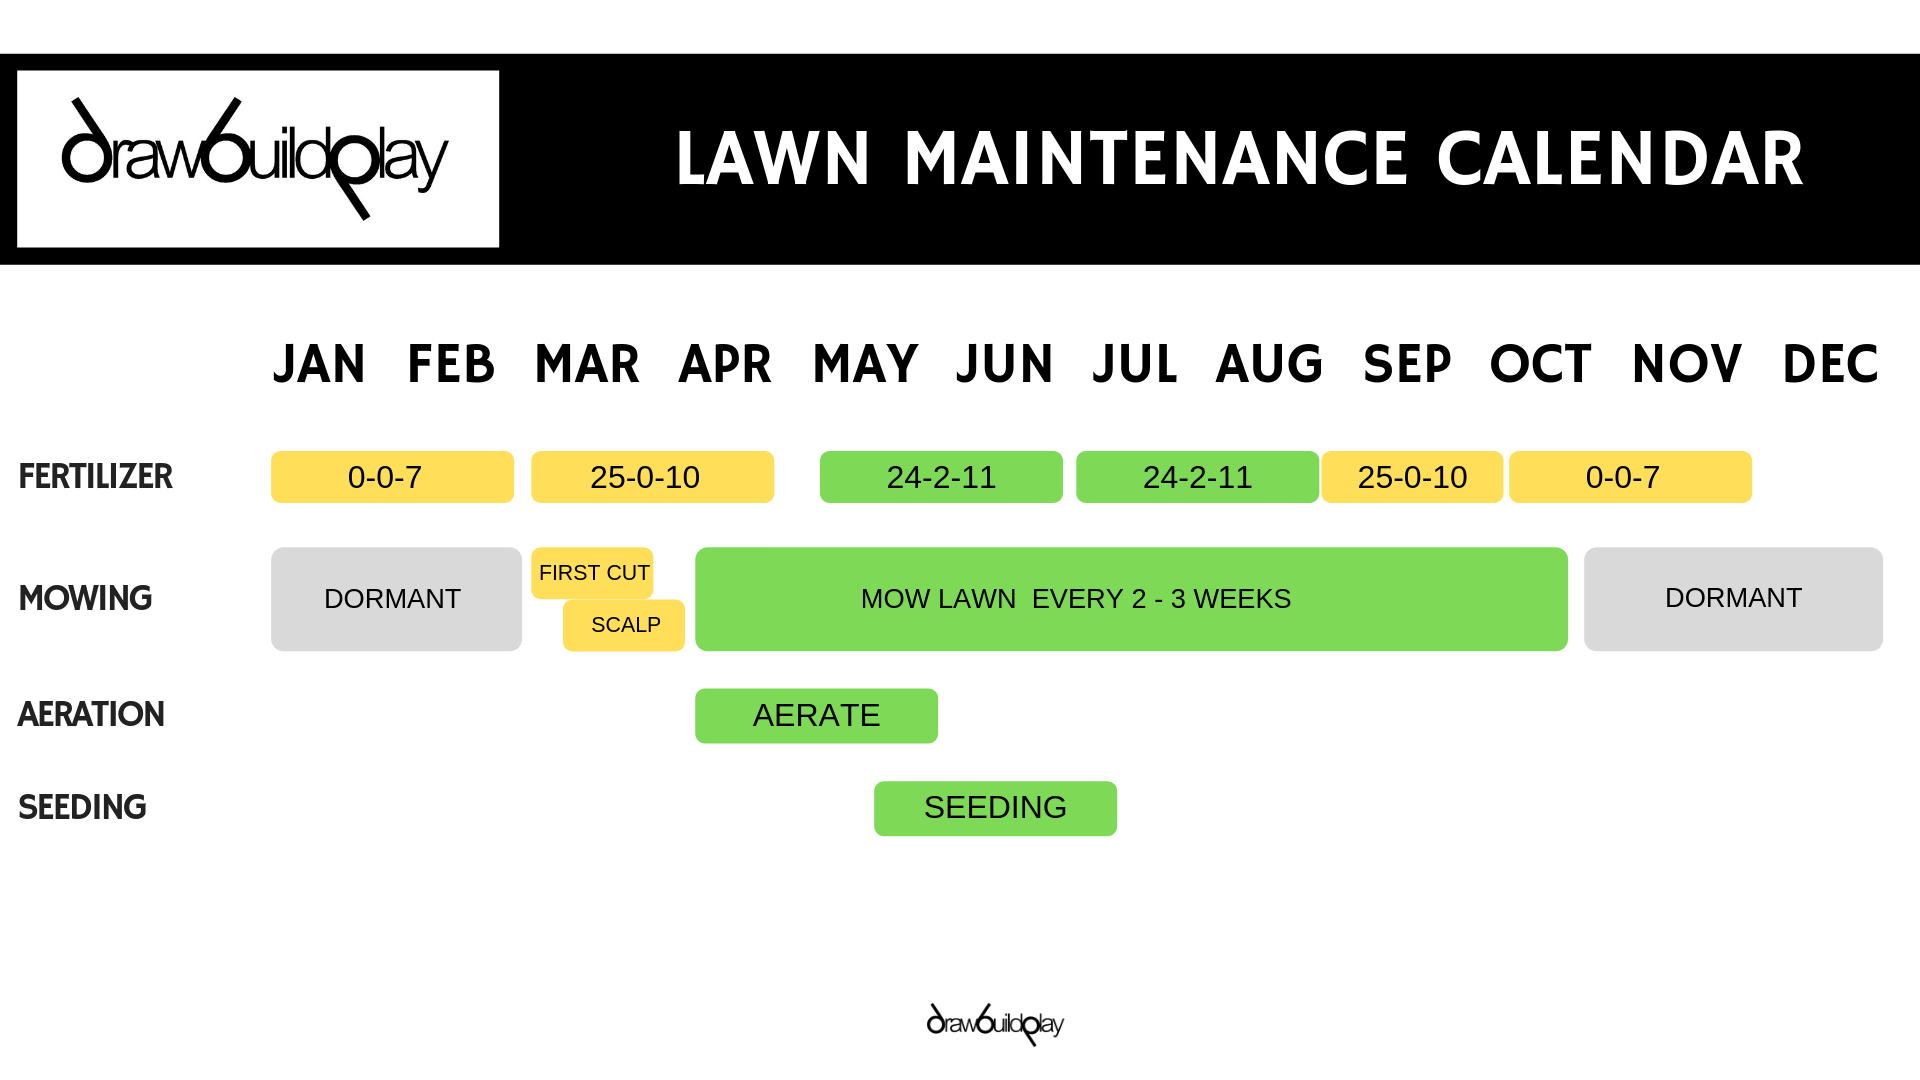 drawbuildplay
LAWN MAINTENANCE CALENDAR
JAN FEB MAR APR MAY JUN JUL AUG SEP OCT NOV DEC
FERTILIZER 0-0-7 25-0-10 24-2-11 24-2-11 25-0-10 0-0-7
MOWING DORMANT FIRST CUT SCALP MOW LAWN EVERY 2 - 3 WEEKS DORMANT
AERATION AERATE
SEEDING SEEDING
drawbuildplay